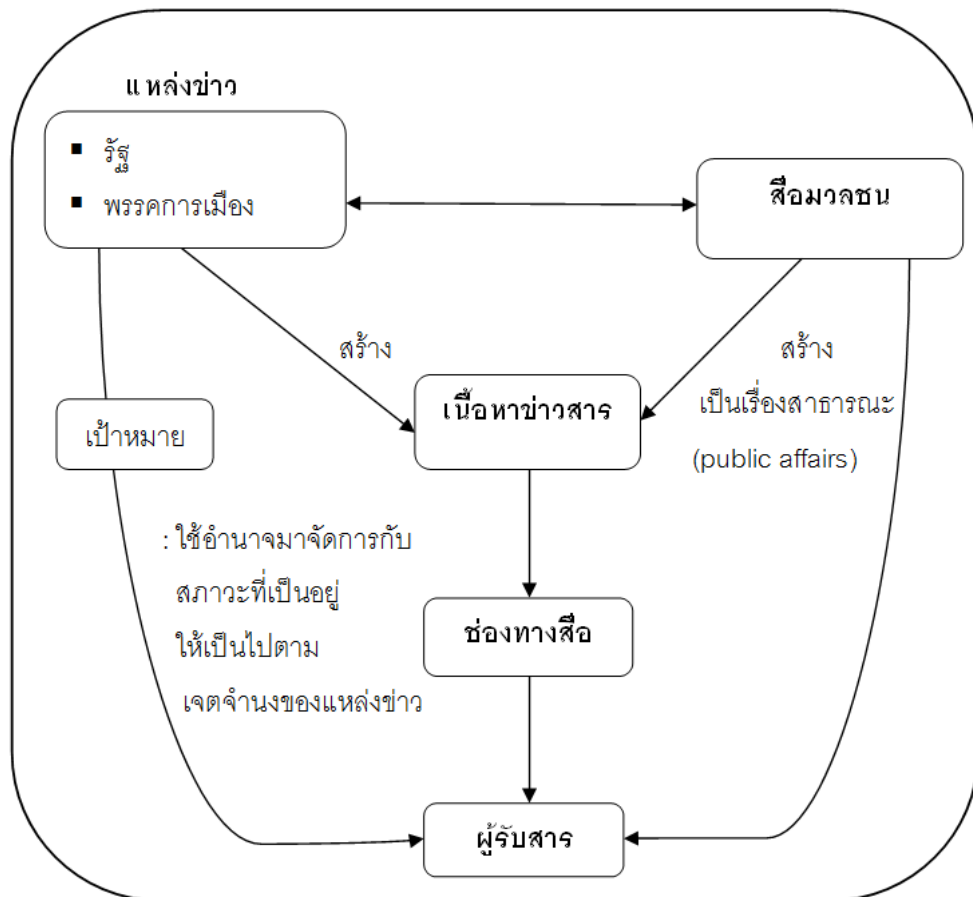 แหล่งข่าว
▪ รัฐ
▪ พรรคการเมือง
สื่อมวลชน
สร้าง
สร้าง
เป็นเรื่องสาธารณะ
(public affairs)
เนื้อหาข่าวสาร
เป้าหมาย
: ใช้อำนาจมาจัดการกับ
สภาวะที่เป็นอยู่
ให้เป็นไปตาม
เจตจำนงของแหล่งข่าว
ช่องทางสื่อ
ผู้รับสาร